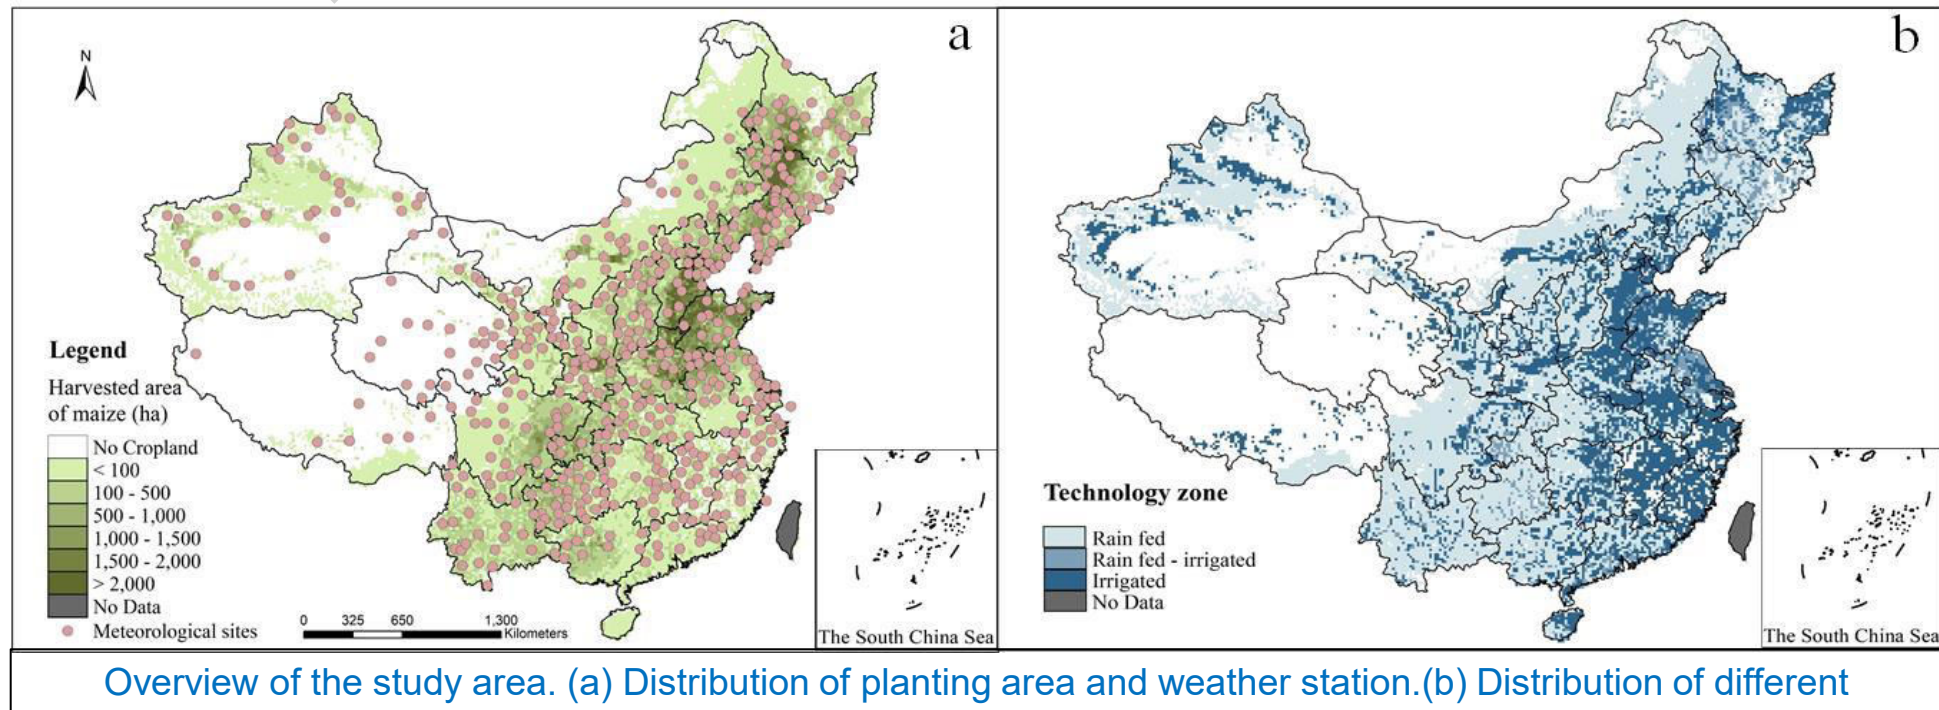 a
N
Legend
Harvested area
of maize (ha)
No Cropland
< 100
100 - 500
500 - 1,000
1,000 - 1,500
1,500 - 2,000
> 2,000
No Data
Meteorological sites
0 325 650 1,300
Kilometers
The South China Sea
b
Technology zone
Rain fed
Rain fed - irrigated
Irrigated
No Data
The South China Sea
Overview of the study area. (a) Distribution of planting area and weather station.(b) Distribution of different